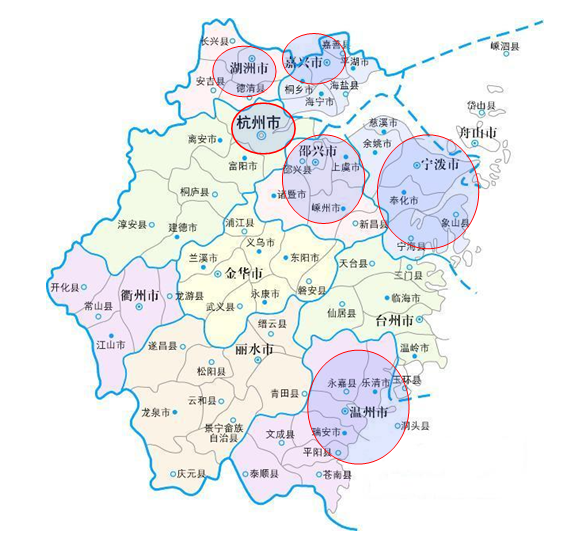 长兴县
嘉善县
嵊泗县
湖洲市
嘉兴市
平湖市
安古县
德清县
桐乡市
海盐县
海宁市
岱山县
杭州市
慈溪市
舟山市
离安市
余姚市
邵兴市
宁泼市
富阳市
邵兴县
上虞市
桐庐县
诸暨市
奉化市
嵊州市
淳安县
建德市
浦江县
新昌县
象山县
宁海县
义乌市
兰溪市
东阳市
天台县
三门县
开化县
金华市
衢州市
龙游县
永康市
磐安县
临海市
常山县
武义县
仙居县
台州市
江山市
缙云县
遂昌县
丽水市
温岭市
松阳县
永嘉县
乐清市
玉环县
青田县
云和县
龙泉市
温州市
景宁畲族
自治县
洞头县
文成县
瑞安市
平阳县
庆元县
泰顺县
苍南县